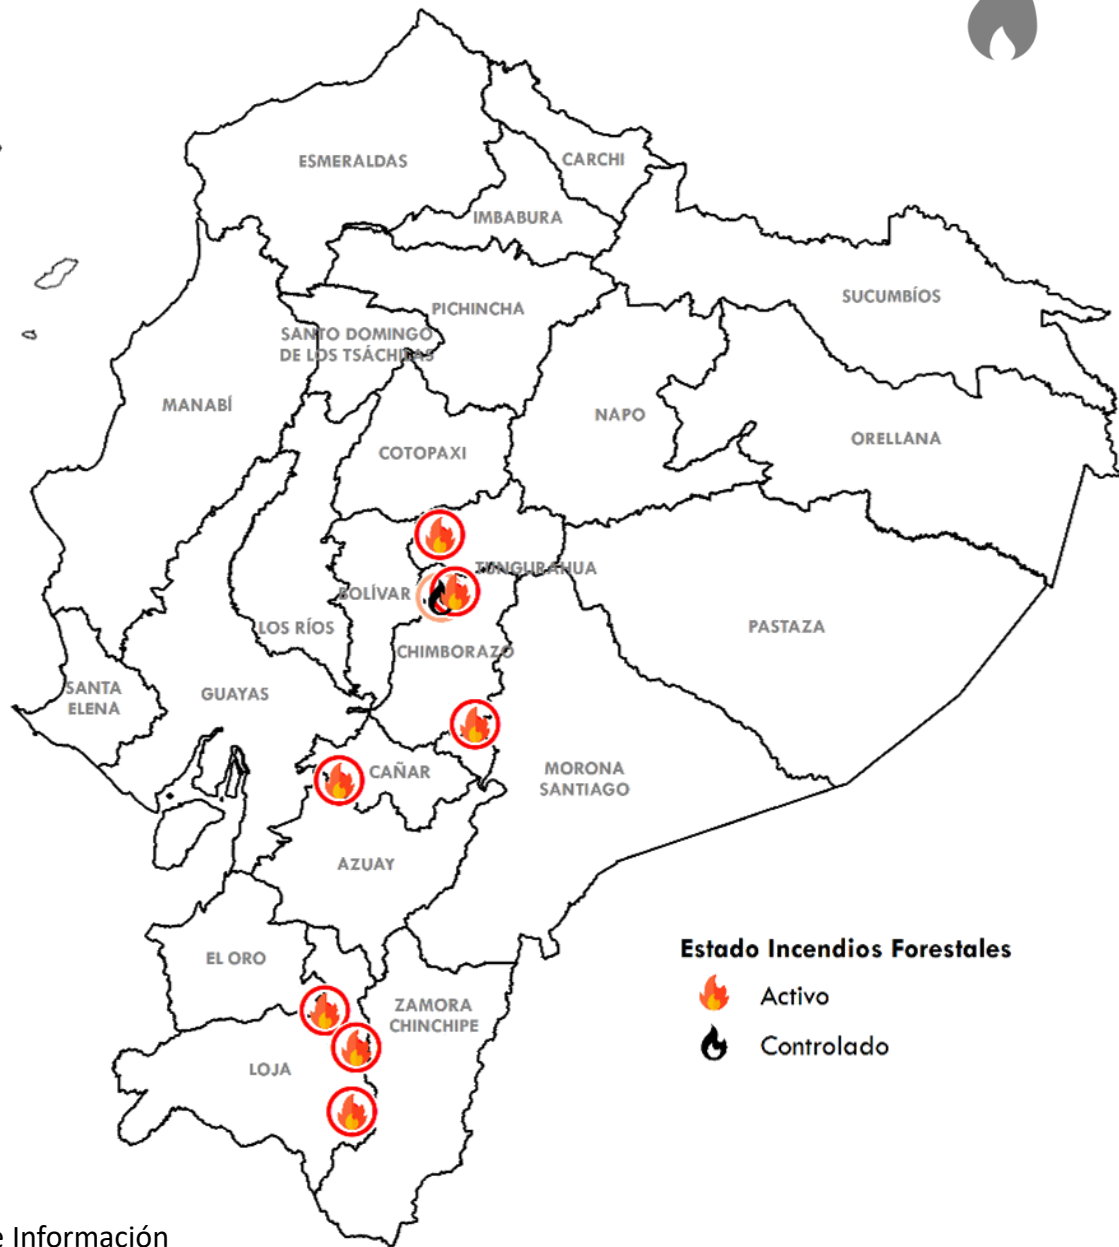 ESMERALDAS
CARCHI
IMBABURA
SUCUMBÍOS
PICHINCHA
SANTO DOMINGO
DE LOS TSÁCHILAS
MANABÍ
NAPO
ORELLANA
COTOPAXI
TUNGURAHUA
BOLÍVAR
LOS RÍOS
PASTAZA
CHIMBORAZO
SANTA
ELENA
GUAYAS
CAÑAR
MORONA
SANTIAGO
AZUAY
EL ORO
ZAMORA
CHINCHIPE
LOJA
Estado Incendios Forestales
Activo
Controlado
e Información